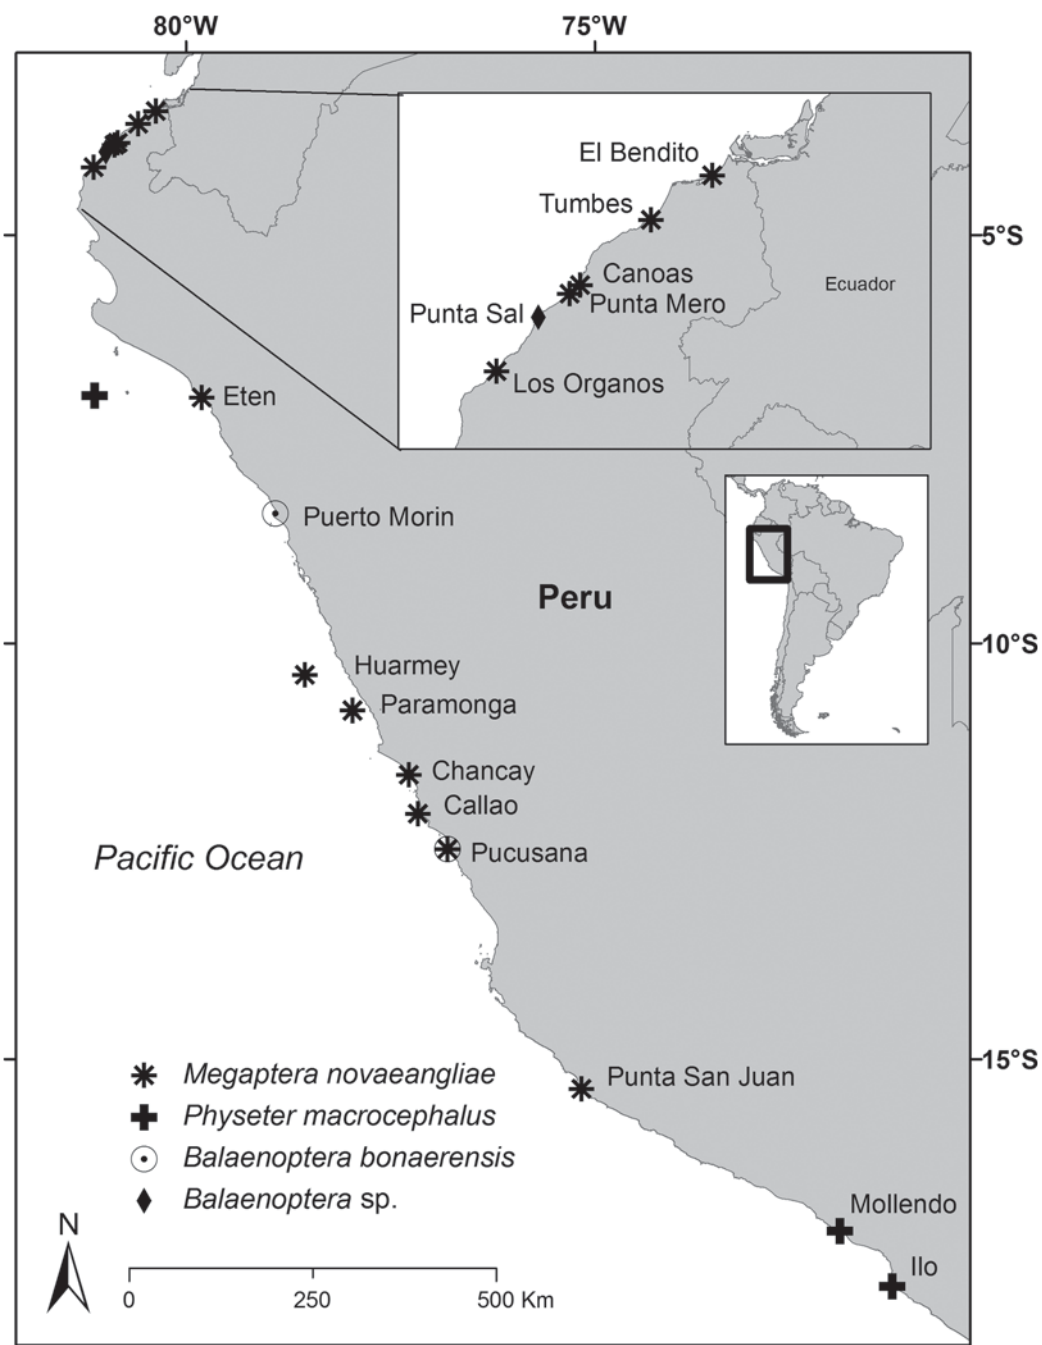 80°W
75°W
El Bendito
Tumbes
5°S
Canoas
Ecuador
Punta Mero
Punta Sal
Los Organos
Eten
Puerto Morin
Peru
10°S
Huarmey
Paramonga
Chancay
Callao
Pucusana
Pacific Ocean
15°S
Punta San Juan
Megaptera novaeangliae
Physeter macrocephalus
Balaenoptera bonaerensis
Balaenoptera sp.
Mollendo
Ilo
N
0 250 500 Km